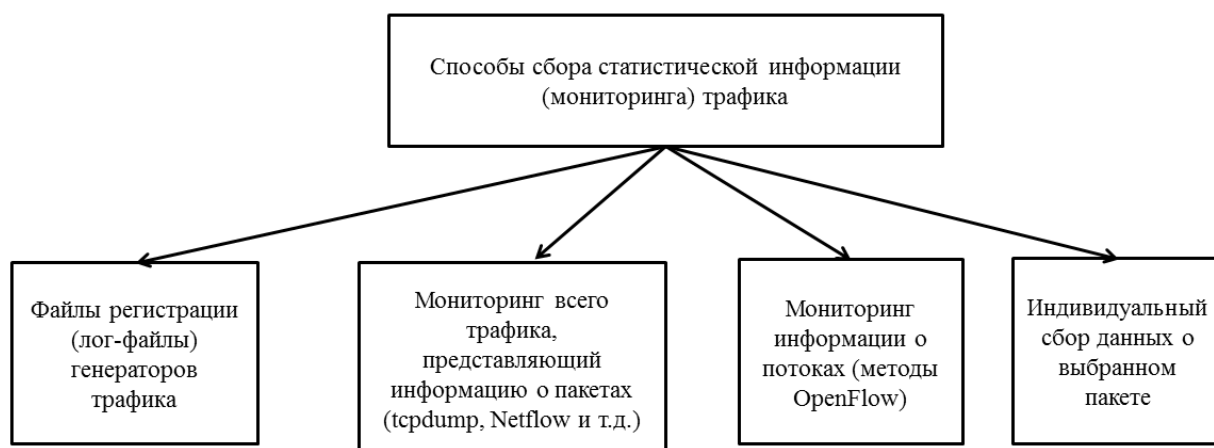 Способы сбора статистической информации
(мониторинга) трафика
Файлы регистрации
(лог-файлы)
генераторов
трафика
Мониторинг всего
трафика,
представляющий
информацию о пакетах
(tcpdump, Netflow и т.д.)
Мониторинг
информации о
потоках (методы
OpenFlow)
Индивидуальный
сбор данных о
выбранном
пакете